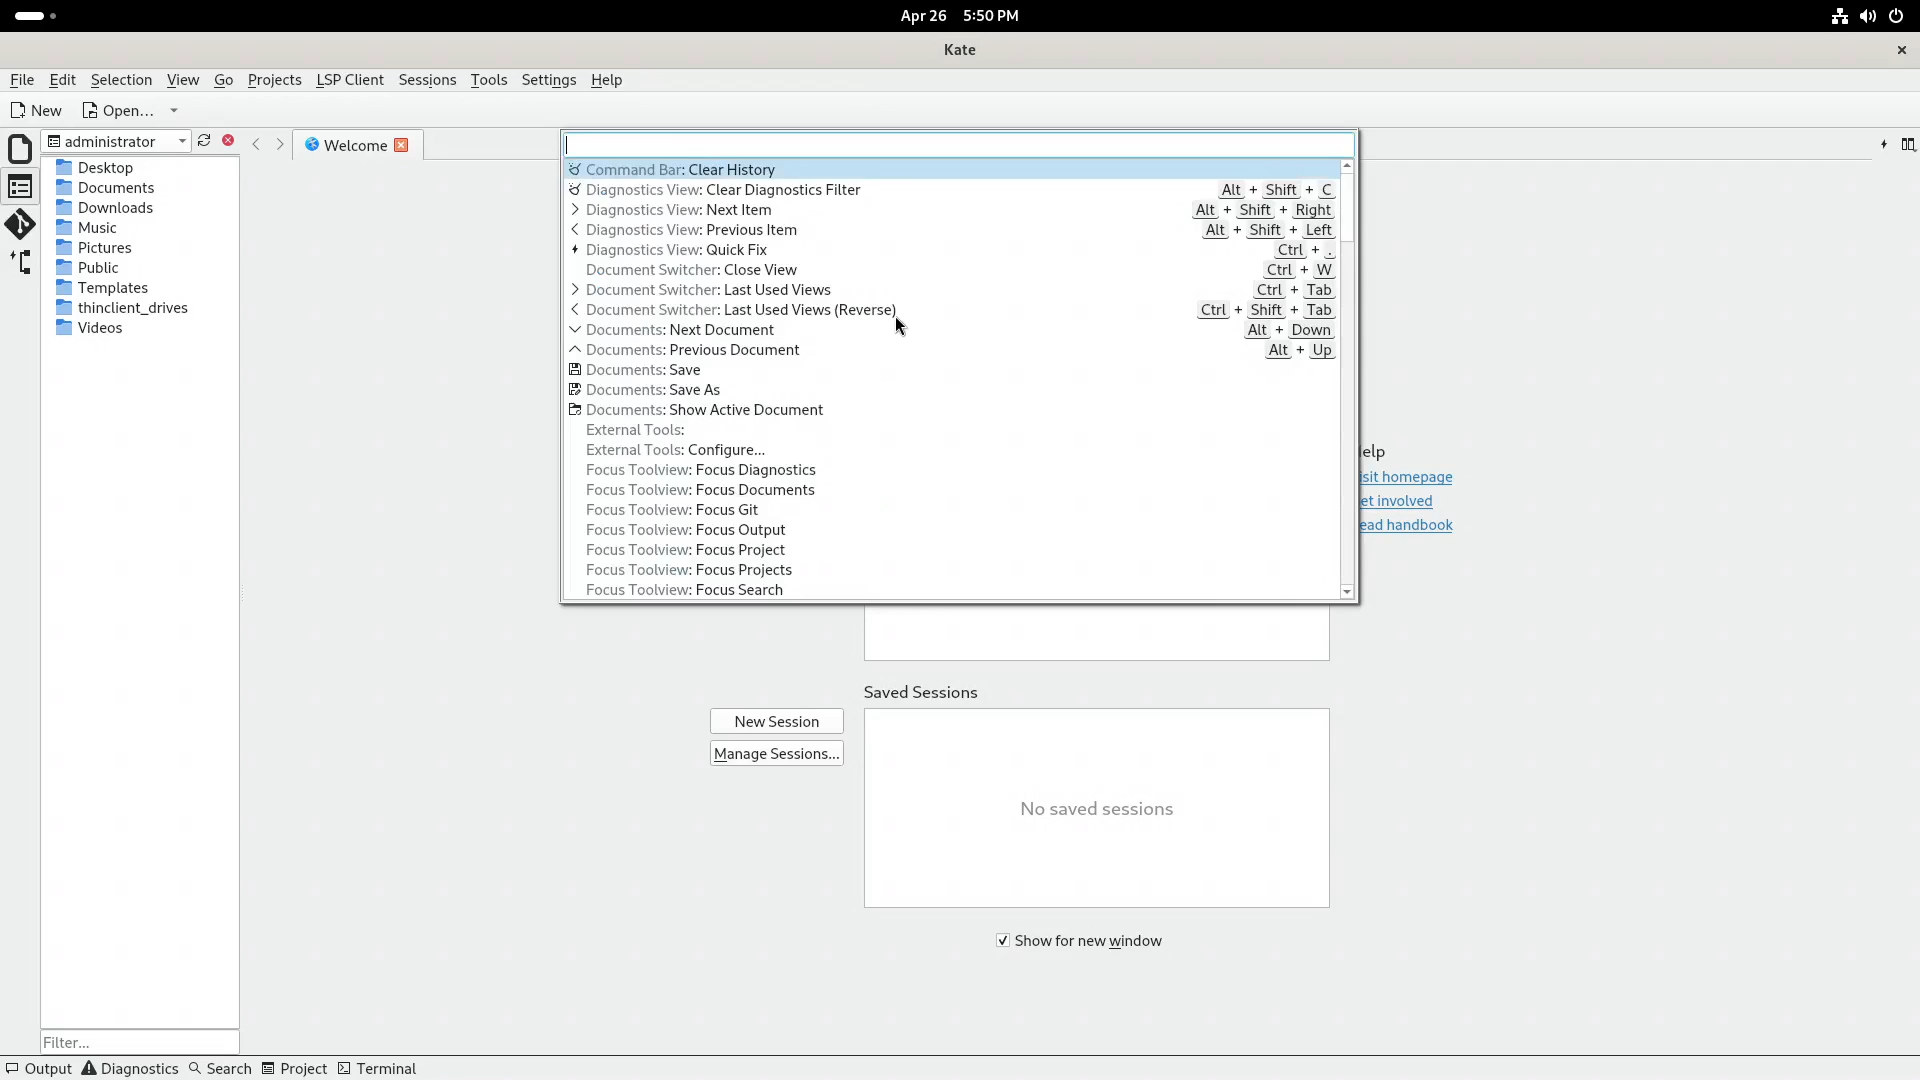 Apr 26 5:50 PM
Kate
File Edit Selection View Go Projects LSP Client Sessions Tools Settings Help
New Open...
administrator
Welcome
Desktop
Documents
Downloads
Music
Pictures
Public
Templates
thinclient_drives
Videos
Filter...
Command Bar: Clear History
Diagnostics View: Clear Diagnostics Filter Alt + Shift + C
Diagnostics View: Next Item Alt + Shift + Right
Diagnostics View: Previous Item Alt + Shift + Left
Diagnostics View: Quick Fix Ctrl + .
Document Switcher: Close View Ctrl + W
Document Switcher: Last Used Views Ctrl + Tab
Document Switcher: Last Used Views (Reverse) Ctrl + Shift + Tab
Documents: Next Document Alt + Down
Documents: Previous Document Alt + Up
Documents: Save
Documents: Save As
Documents: Show Active Document
External Tools:
External Tools: Configure...
Focus Toolview: Focus Diagnostics
Focus Toolview: Focus Documents
Focus Toolview: Focus Git
Focus Toolview: Focus Output
Focus Toolview: Focus Project
Focus Toolview: Focus Projects
Focus Toolview: Focus Search
elp
isit homepage
et involved
ead handbook
Saved Sessions
New Session
Manage Sessions...
No saved sessions
Show for new window
Output Diagnostics Search Project Terminal